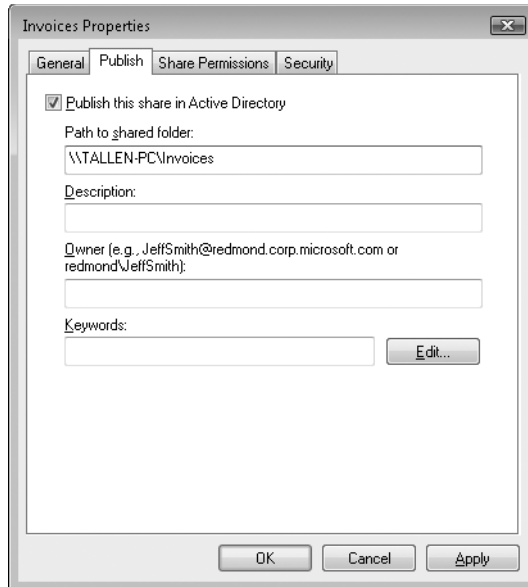 Invoices Properties
General Publish Share Permissions Security
Publish this share in Active Directory
Path to shared folder:
\\TALLEN-PC\Invoices
Description:
Owner (e.g., JeffSmith@redmond.corp.microsoft.com or
redmond\JeffSmith):
Keywords:
Edit...
OK Cancel Apply